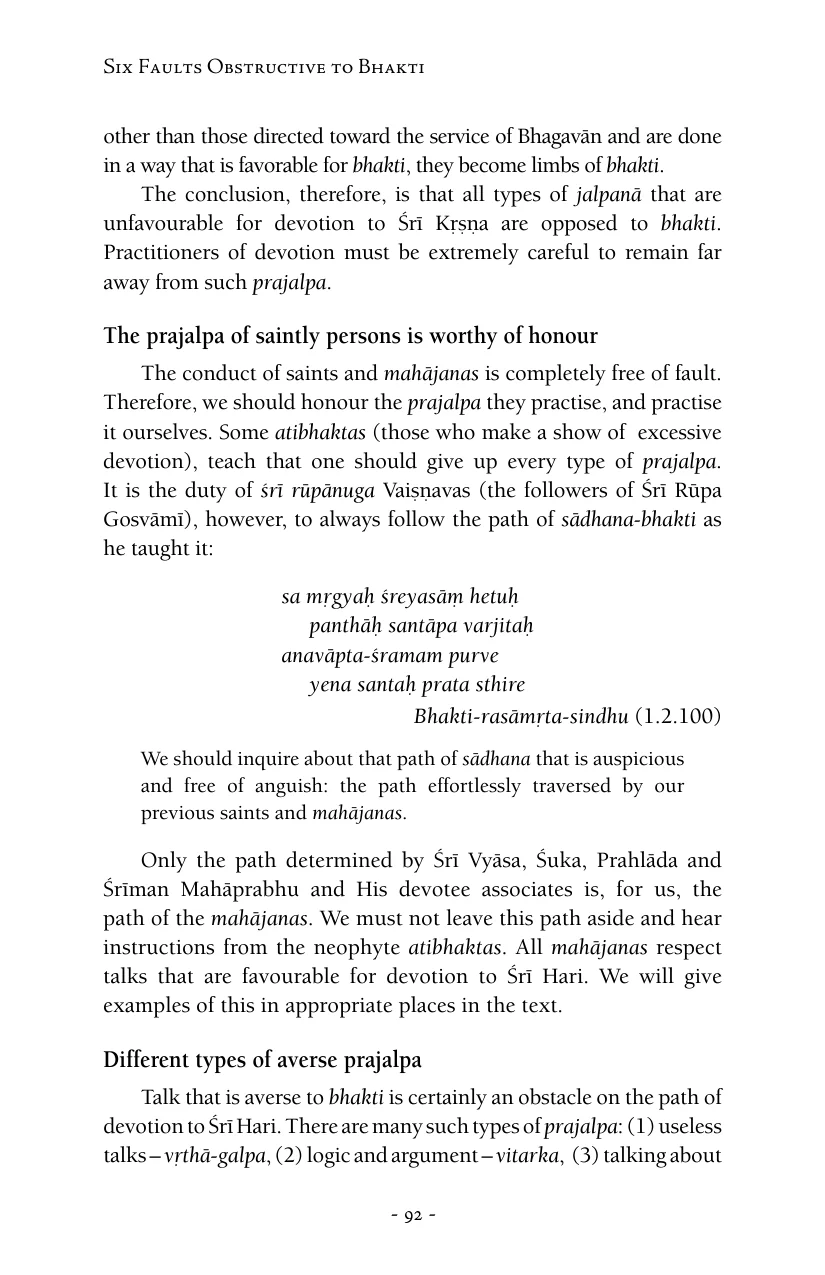 Six Faults Obstructive to Bhakti
other than those directed toward the service of Bhagavān and are done
in a way that is favorable for bhakti, they become limbs of bhakti.
The conclusion, therefore, is that all types of jalpanā that are
unfavourable for devotion to Śrī Kṛṣṇa are opposed to bhakti.
Practitioners of devotion must be extremely careful to remain far
away from such prajalpa.
The prajalpa of saintly persons is worthy of honour
The conduct of saints and mahājanas is completely free of fault.
Therefore, we should honour the prajalpa they practise, and practise
it ourselves. Some atibhaktas (those who make a show of excessive
devotion), teach that one should give up every type of prajalpa.
It is the duty of śrī rūpānuga Vaiṣṇavas (the followers of Śrī Rūpa
Gosvāmī), however, to always follow the path of sādhana-bhakti as
he taught it:
sa mṛgyaḥ śreyasāṃ hetuḥ
panthāḥ santāpa varjitaḥ
anavāpta-śramam purve
yena santaḥ prata sthire
Bhakti-rasāmṛta-sindhu (1.2.100)
We should inquire about that path of sādhana that is auspicious
and free of anguish: the path effortlessly traversed by our
previous saints and mahājanas.
Only the path determined by Śrī Vyāsa, Śuka, Prahlāda and
Śrīman Mahāprabhu and His devotee associates is, for us, the
path of the mahājanas. We must not leave this path aside and hear
instructions from the neophyte atibhaktas. All mahājanas respect
talks that are favourable for devotion to Śrī Hari. We will give
examples of this in appropriate places in the text.
Different types of averse prajalpa
Talk that is averse to bhakti is certainly an obstacle on the path of
devotion to Śrī Hari. There are many such types of prajalpa: (1) useless
talks – vṛthā-galpa, (2) logic and argument – vitarka, (3) talking about
- 92 -